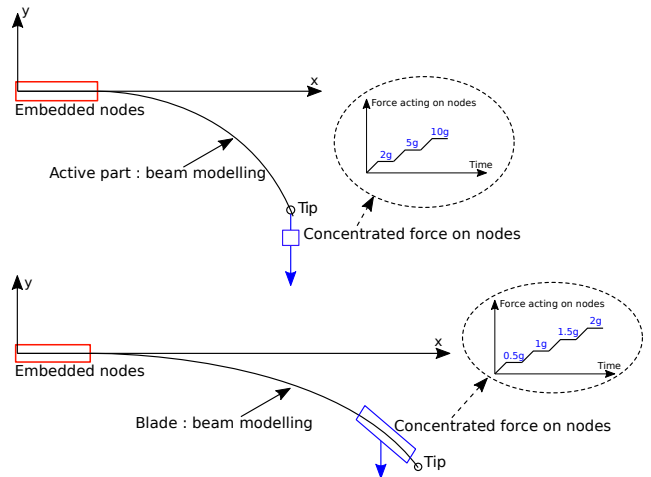 y
x
Embedded nodes
Force acting on nodes
10g
5g
2g
Time
Active part : beam modelling
Tip
Concentrated force on nodes
y
x
Embedded nodes
Force acting on nodes
2g
1.5g
1g
0.5g
Time
Blade : beam modelling
Concentrated force on nodes
Tip